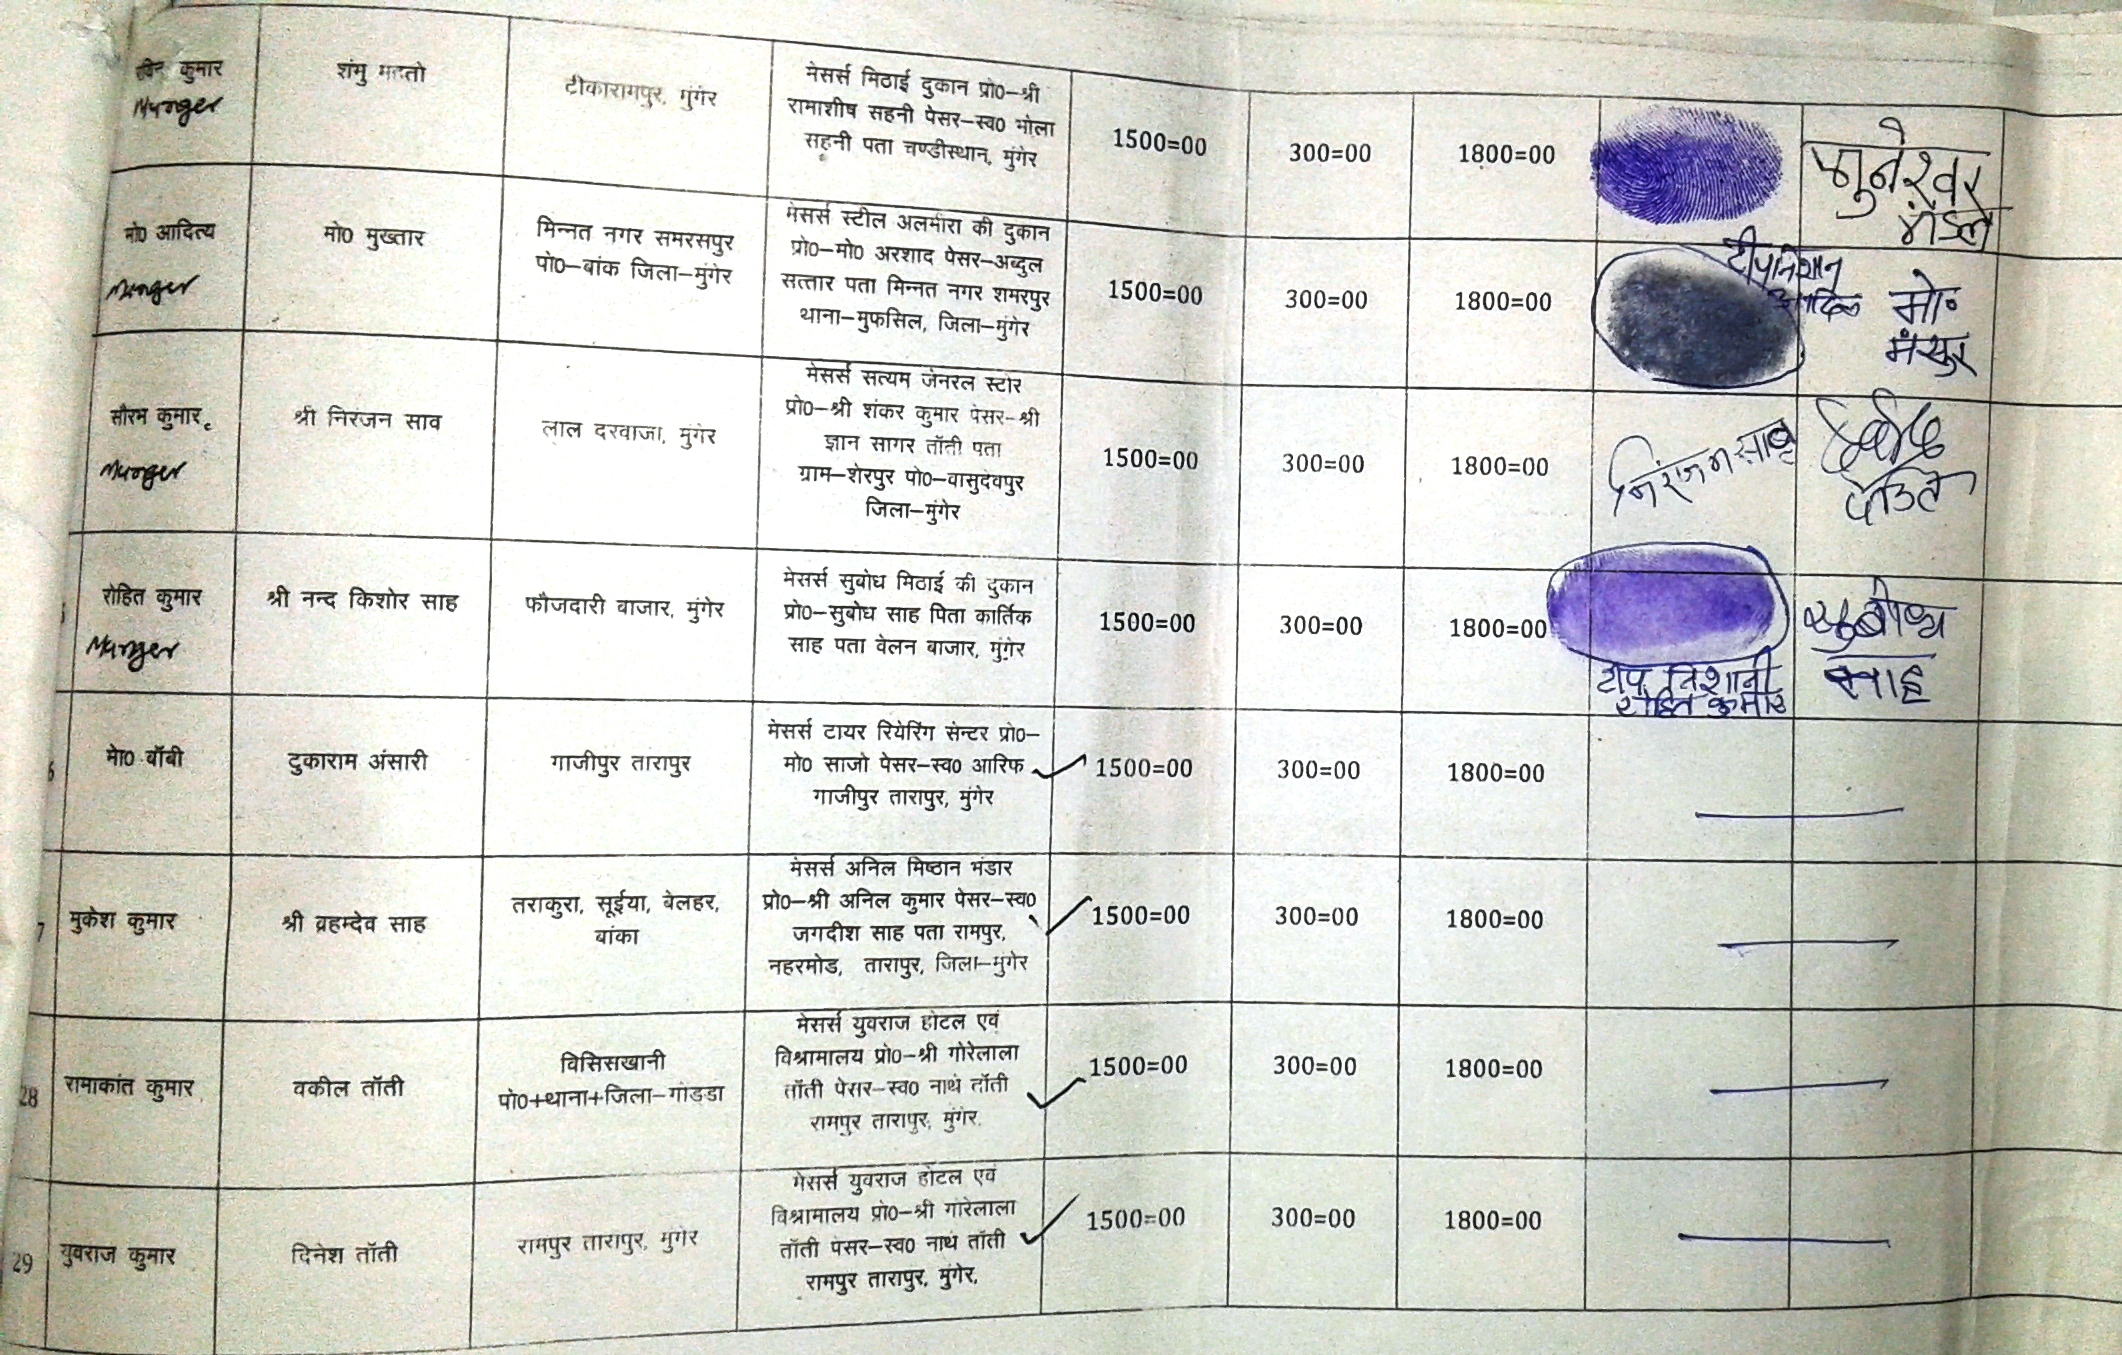 कुमार
Munger
शंभु महतो
टीकारामपुर, मुंगेर
मेसर्स मिठाई दुकान प्रो0–श्री
रामाशीष सहनी पेसर–स्व0 भोला
सहनी पता चण्डीस्थान, मुंगेर
1500=00
300=00
1800=00
मंडल
मो0 आदित्य
Munger
मो0 मुख्तार
मिन्नत नगर समरसपुर
पो0–बांक जिला–मुंगेर
मेसर्स स्टील अलमीरा की दुकान
प्रो0–मो0 अरशाद पेसर–अब्दुल
सत्तार पता मिन्नत नगर शमरपुर
थाना–मुफसिल, जिला–मुंगेर
1500=00
300=00
1800=00
टीप निशान
मो॰
मंसुर
सौरभ कुमार,
Munger
श्री निरंजन साव
लाल दरवाजा, मुंगेर
मेसर्स सत्यम जेनरल स्टोर
प्रो0–श्री शंकर कुमार पेसर–श्री
ज्ञान सागर ताँती पता
ग्राम–शेरपुर पो0–वासुदेवपुर
जिला–मुंगेर
1500=00
300=00
1800=00
निरंजन साव
रोहित कुमार
Munger
श्री नन्द किशोर साह
फौजदारी बाजार, मुंगेर
मेसर्स सुबोध मिठाई की दुकान
प्रो0–सुबोध साह पिता कार्तिक
साह पता वेलन बाजार, मुंगेर
1500=00
300=00
1800=00
टीप निशानी
रोहित कुमार
सुबोध
साह
6
मो0 बॉबी
टुकाराम अंसारी
गाजीपुर तारापुर
मेसर्स टायर रियेरिंग सेन्टर प्रो0–
मो0 साजो पेसर–स्व0 आरिफ
गाजीपुर तारापुर, मुंगेर
1500=00
300=00
1800=00
7
मुकेश कुमार
श्री ब्रहम्देव साह
तराकुरा, सूईया, बेलहर,
बांका
मेसर्स अनिल मिष्ठान भंडार
प्रो0–श्री अनिल कुमार पेसर–स्व0
जगदीश साह पता रामपुर,
नहरमोड, तारापुर, जिला–मुंगेर
1500=00
300=00
1800=00
28
रामाकांत कुमार
वकील ताँती
विसिसखानी
पो0+थाना+जिला–गोडडा
मेसर्स युवराज होटल एवं
विश्रामालय प्रो0–श्री गोरेलाला
ताँती पेसर–स्व0 नाथ ताँती
रामपुर तारापुर, मुंगेर,
1500=00
300=00
1800=00
29
युवराज कुमार
दिनेश ताँती
रामपुर तारापुर, मुंगेर
मेसर्स युवराज होटल एवं
विश्रामालय प्रो0–श्री गोरेलाला
ताँती पेसर–स्व0 नाथ ताँती
रामपुर तारापुर, मुंगेर,
1500=00
300=00
1800=00